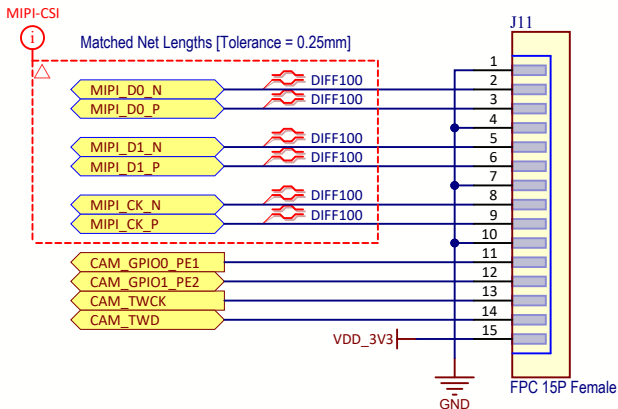 MIPI-CSI
i
Matched Net Lengths [Tolerance = 0.25mm]
J11
1
MIPI_D0_N DIFF100 2
MIPI_D0_P DIFF100 3
4
MIPI_D1_N DIFF100 5
MIPI_D1_P DIFF100 6
7
MIPI_CK_N DIFF100 8
MIPI_CK_P DIFF100 9
10
CAM_GPIO0_PE1 11
CAM_GPIO1_PE2 12
CAM_TWCK 13
CAM_TWD 14
VDD_3V3 15
FPC 15P Female
GND